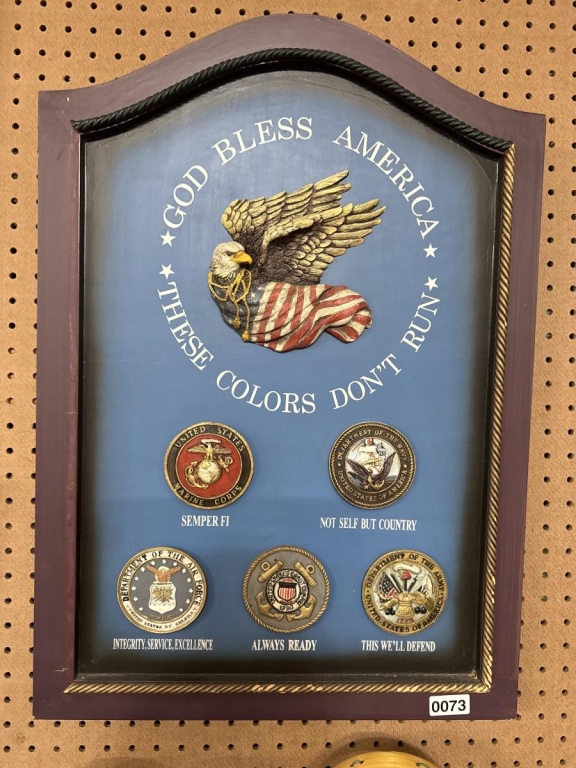 GOD BLESS AMERICA
THESE COLORS DON'T RUN
UNITED STATES
MARINE CORPS
SEMPER FI
DEPARTMENT OF THE NAVY
UNITED STATES OF AMERICA
NOT SELF BUT COUNTRY
DEPARTMENT OF THE AIR FORCE
UNITED STATES OF AMERICA
INTEGRITY, SERVICE, EXCELLENCE
ALWAYS READY
DEPARTMENT OF THE ARMY
UNITED STATES OF AMERICA
THIS WE'LL DEFEND
0073